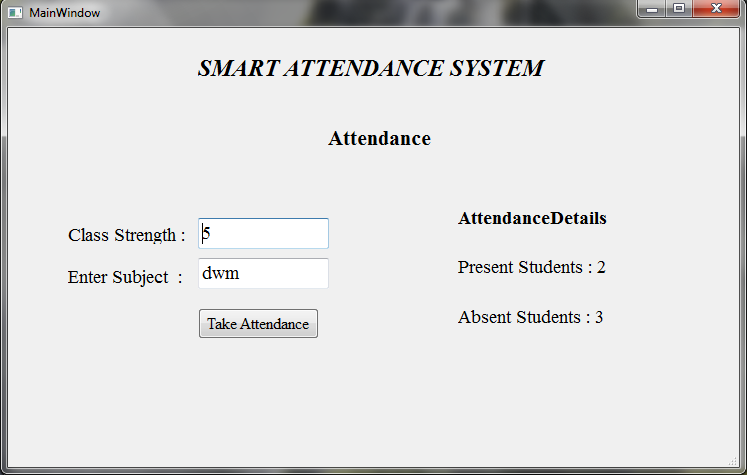 MainWindow
SMART ATTENDANCE SYSTEM
Attendance
Class Strength : 5
Enter Subject : dwm
Take Attendance
AttendanceDetails
Present Students : 2
Absent Students : 3